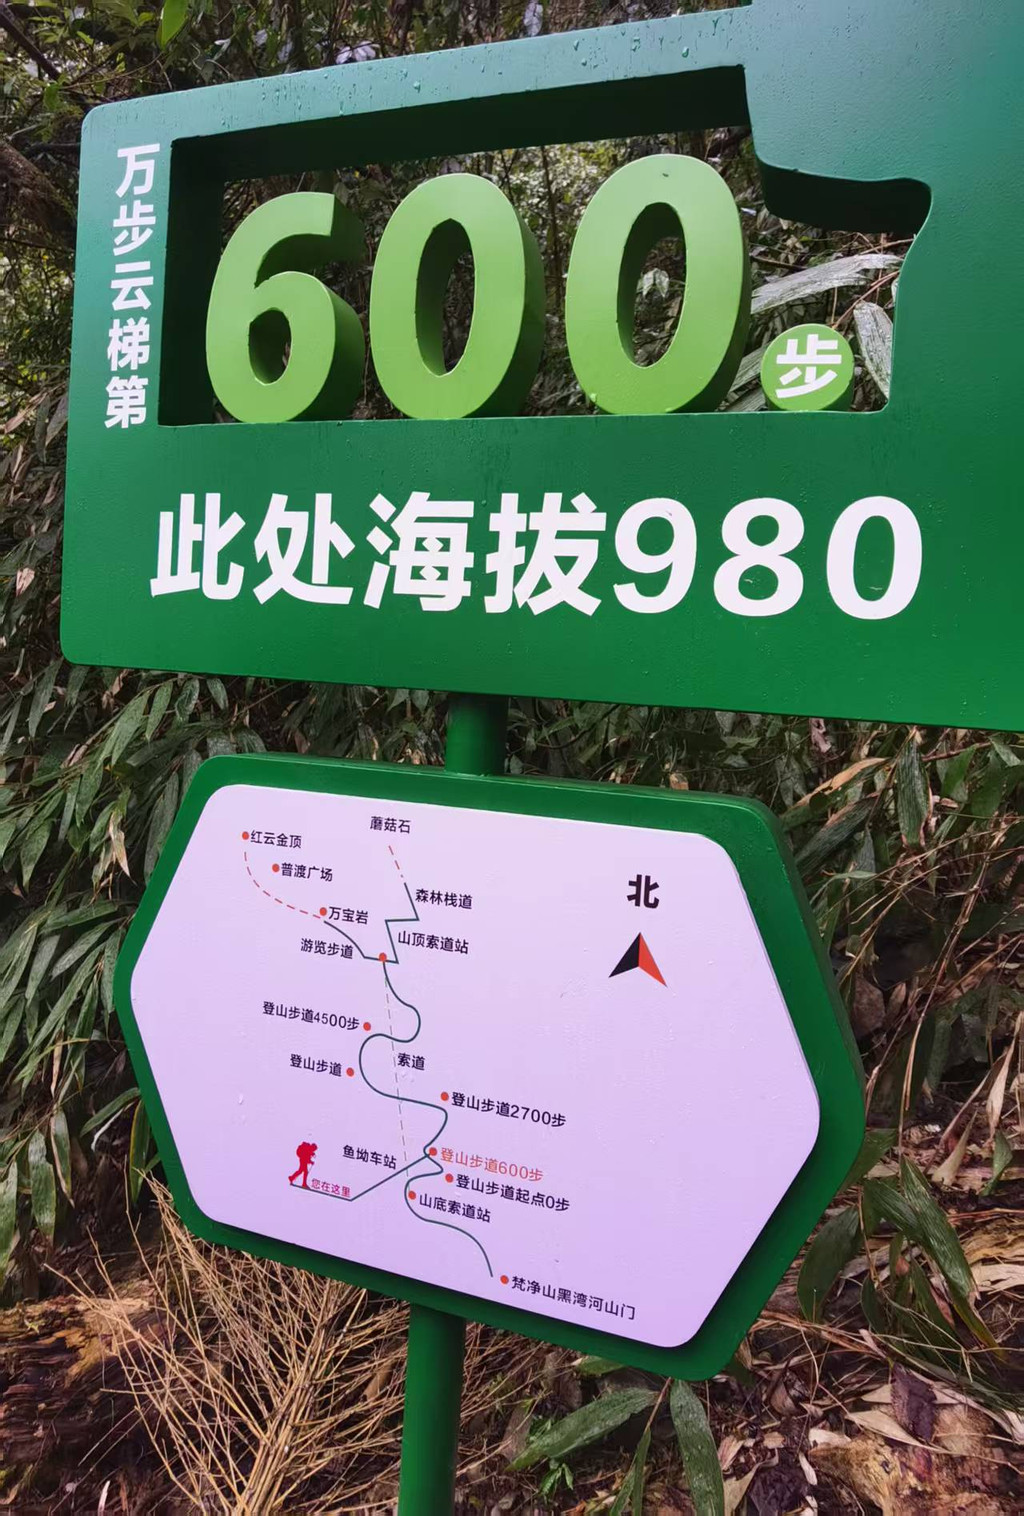 万步云梯第
600步
此处海拔980
蘑菇石
红云金顶
普渡广场
森林栈道
万宝岩
山顶索道站
游览步道
北
登山步道4500步
索道
登山步道
登山步道2700步
鱼坳车站
登山步道600步
您在这里
登山步道起点0步
山底索道站
梵净山黑湾河山门